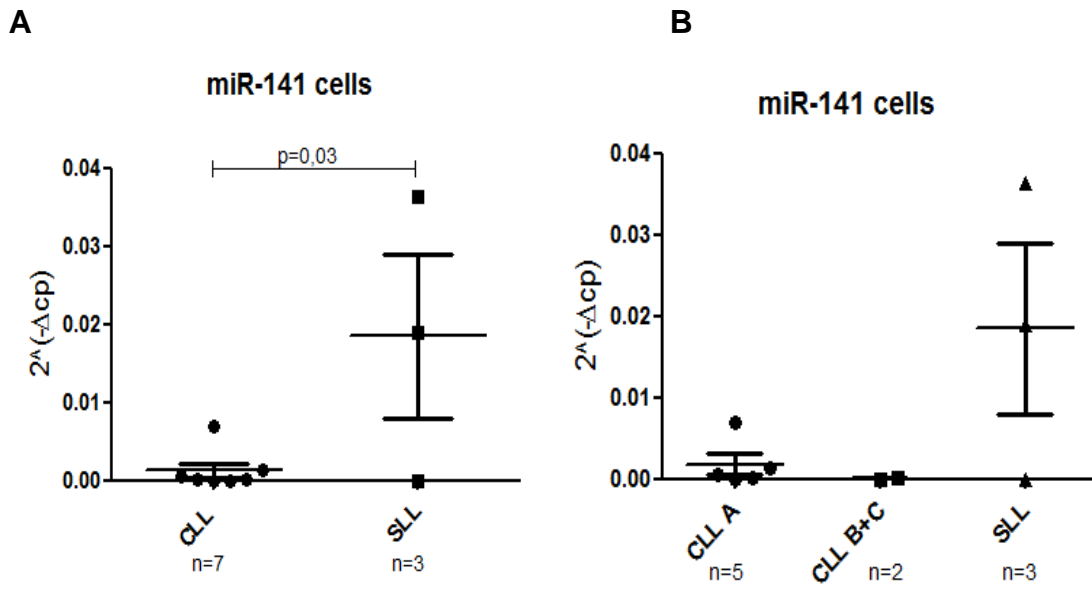 A
miR-141 cells
p=0,03
2^(-Δcp)
0.04
0.03
0.02
0.01
0.00
CLL
SLL
n=7
n=3
B
miR-141 cells
2^(-Δcp)
0.04
0.03
0.02
0.01
0.00
CLL A
CLL B+C
SLL
n=5
n=2
n=3